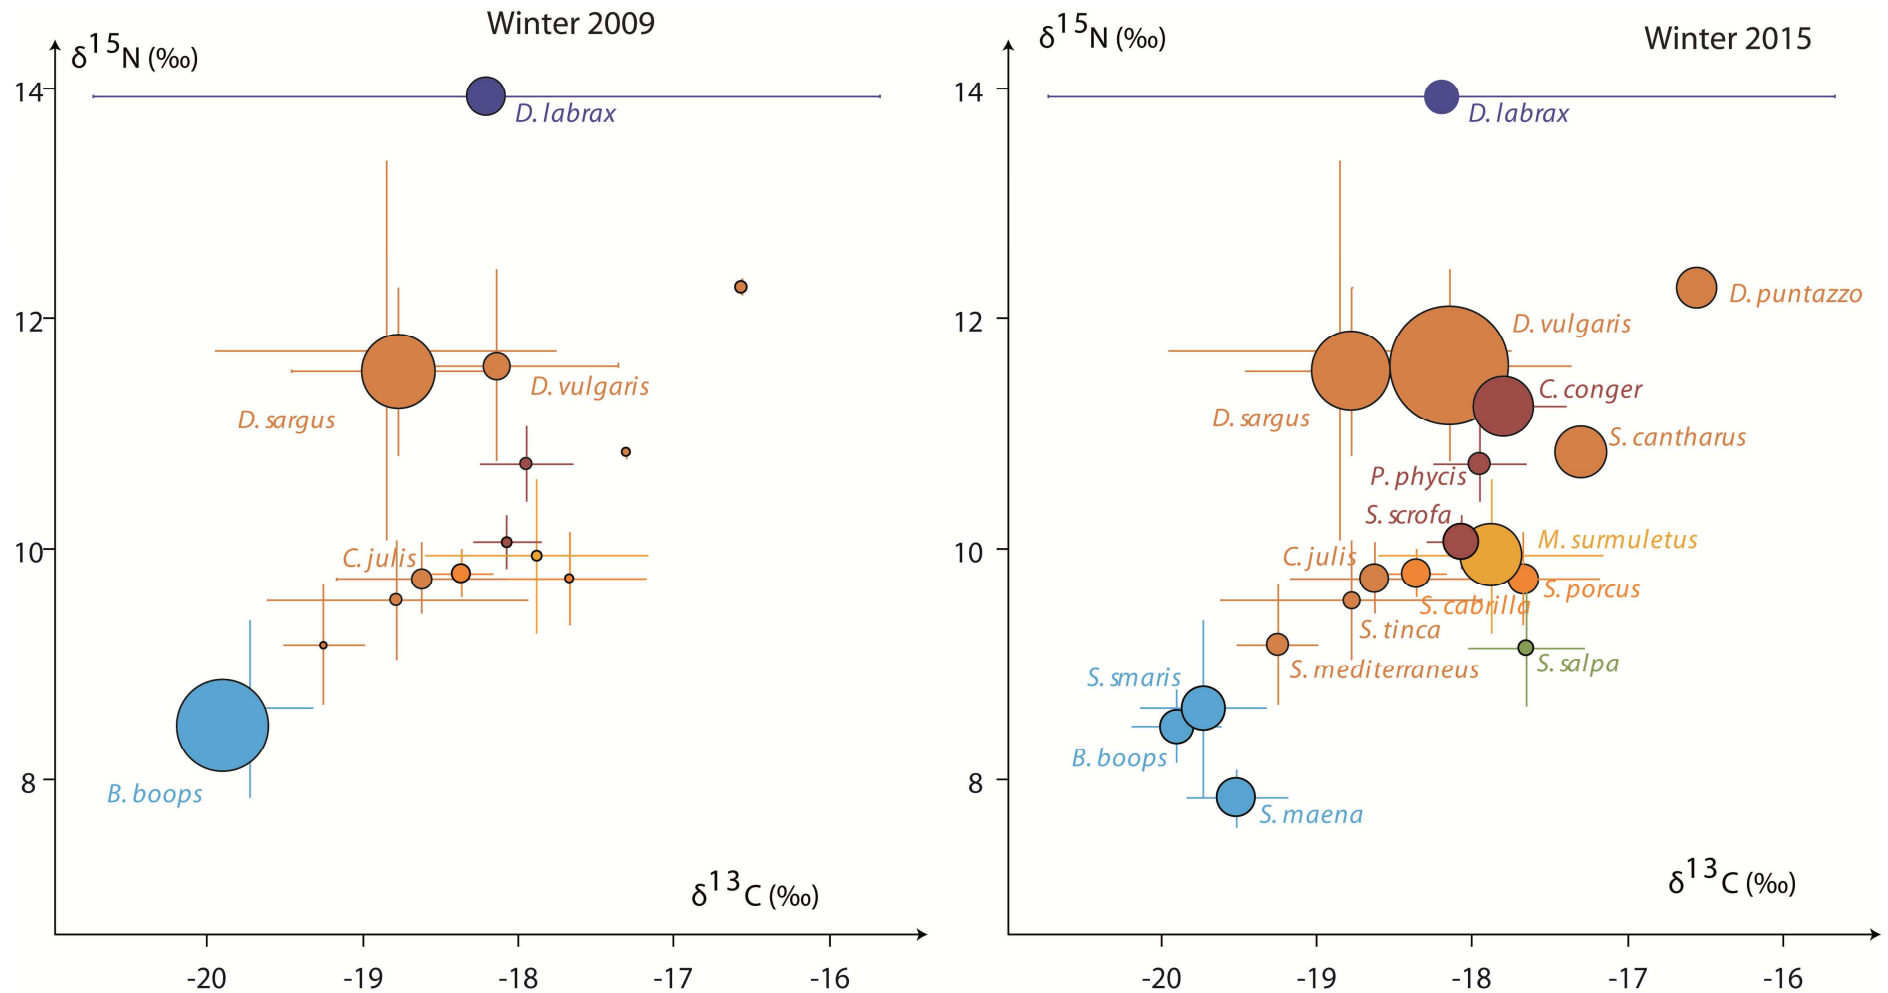 Winter 2009
δ15N (‰)
14
D. labrax
12
D. vulgaris
D. sargus
10
C. julis
8
B. boops
δ13C (‰)
-20 -19 -18 -17 -16
Winter 2015
δ15N (‰)
14
D. labrax
D. puntazzo
12
D. vulgaris
C. conger
D. sargus
S. cantharus
P. phycis
S. scrofa
M. surmuletus
10
C. julis
S. porcus
S. cabrilla
S. tinca
S. salpa
S. mediterraneus
S. smaris
B. boops
8
S. maena
δ13C (‰)
-20 -19 -18 -17 -16